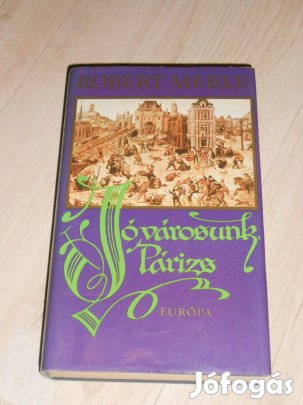 ROBERT MERLE
Jó városunk,
Párizs
EURÓPA
Jófogás